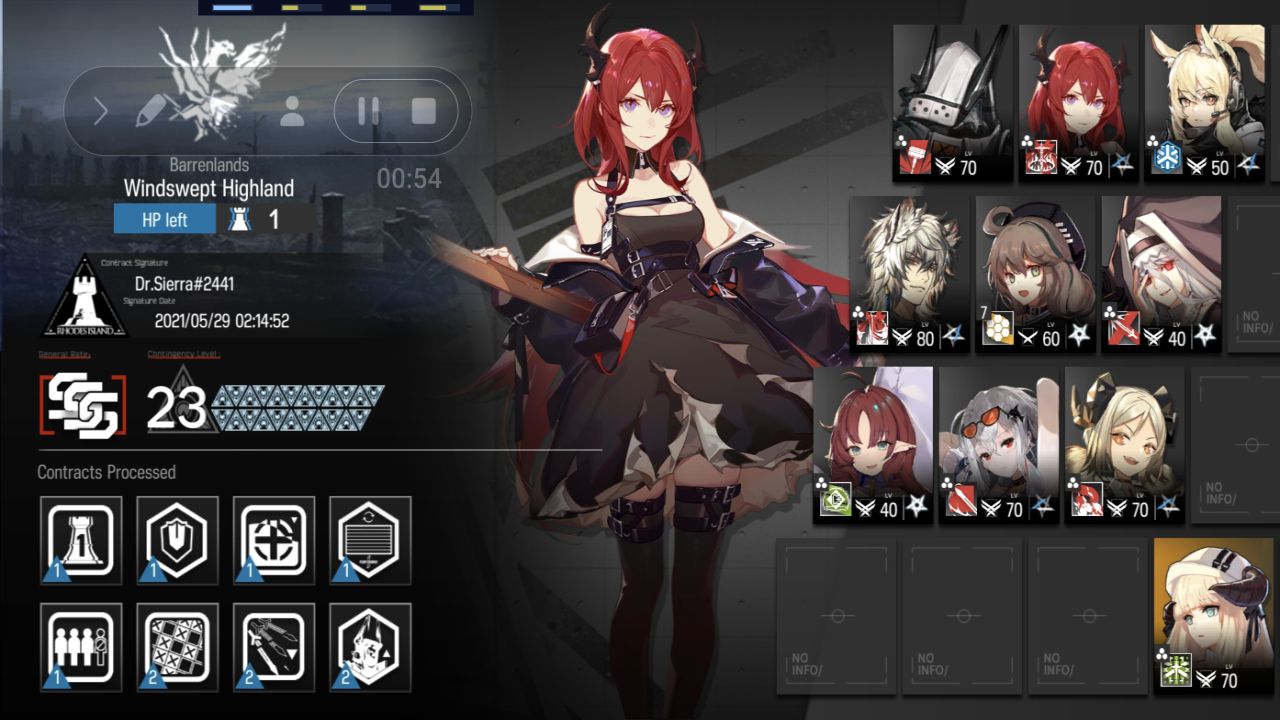 Barrenlands
Windswept Highland
HP left 1
00:54
Contract Signature
Dr.Sierra#2441
Signature Date
2021/05/29 02:14:52
RHODES ISLAND
General Rate:
Contingency Level:
SSS
23
Contracts Processed
1
1
1
1
1
1
2
2
2
LV
70
LV
70
LV
50
LV
80
7
LV
60
LV
40
NO
INFO/
LV
40
LV
70
LV
70
NO
INFO/
NO
INFO/
NO
INFO/
NO
INFO/
LV
70